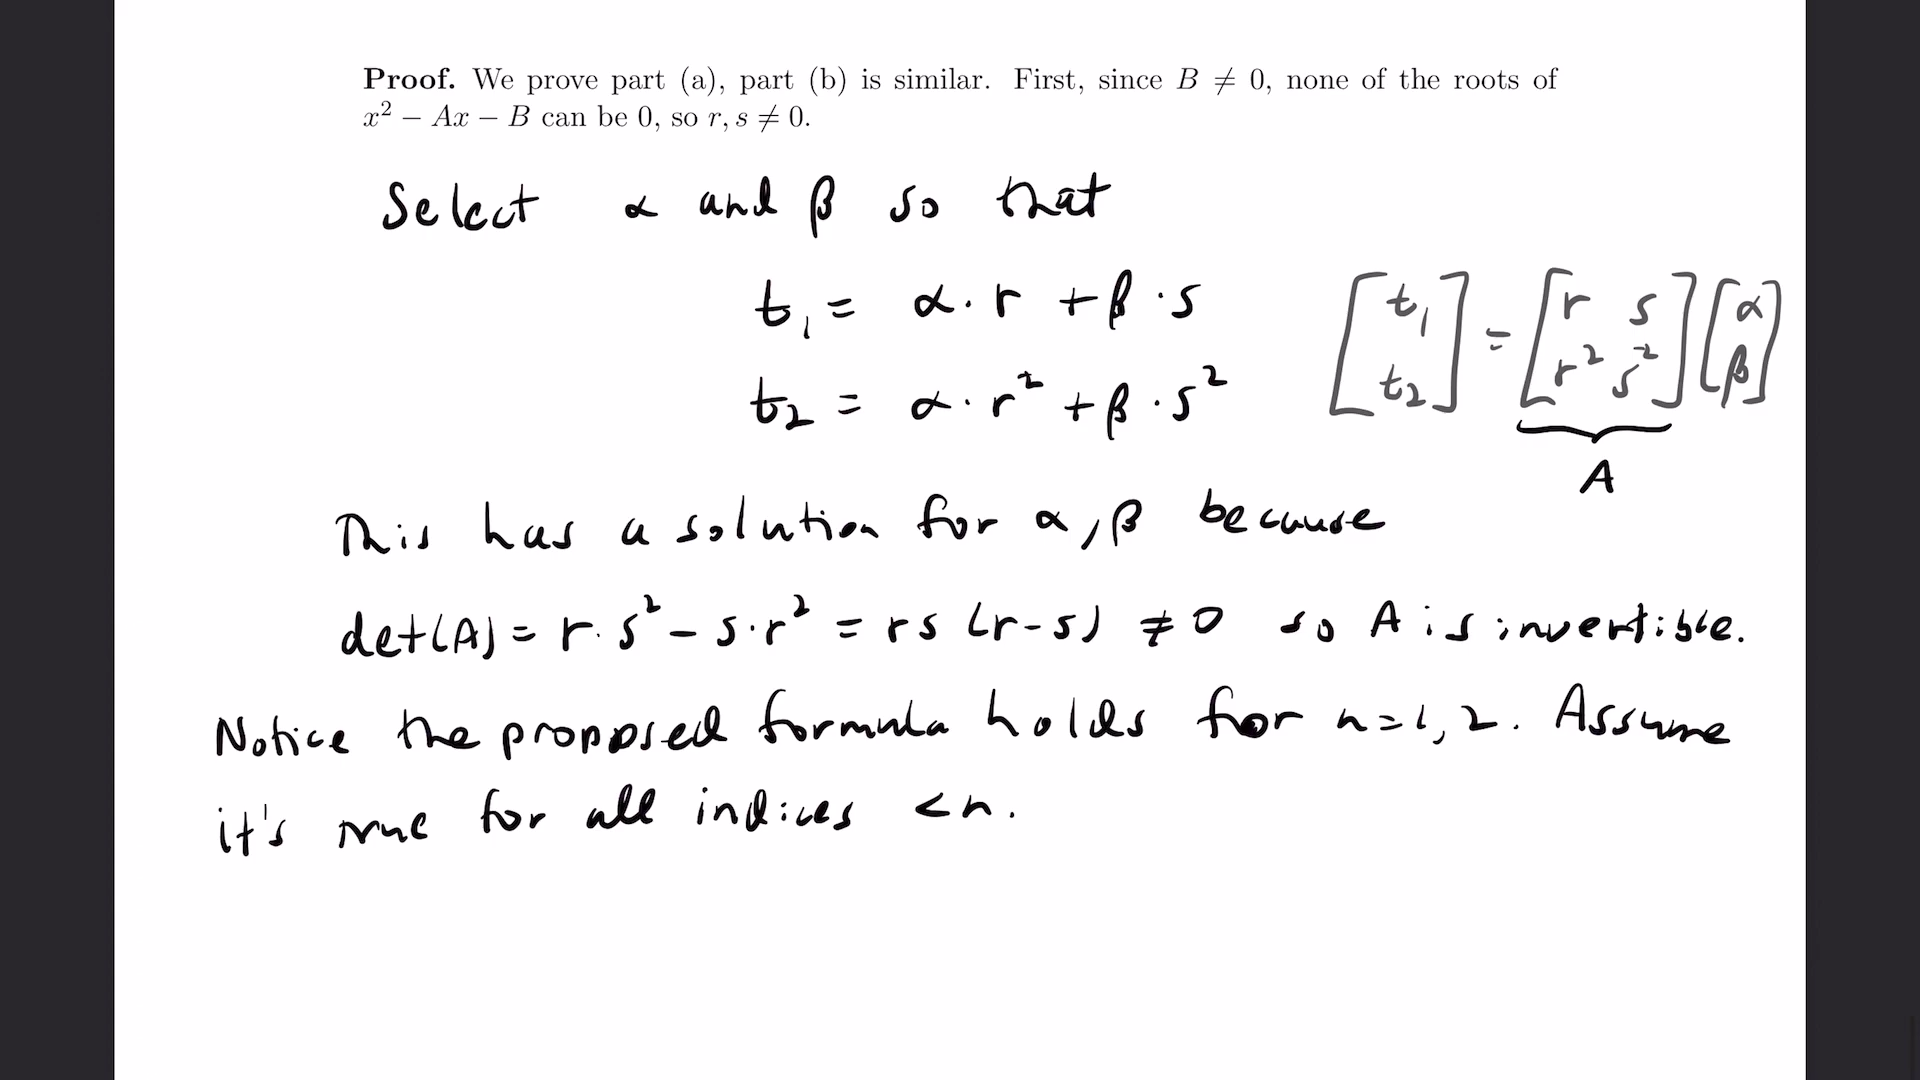 Proof. We prove part (a), part (b) is similar. First, since B ≠ 0, none of the roots of
x² − Ax − B can be 0, so r, s ≠ 0.
Select α and β so that
t₁ = α · r + β · s
t₂ = α · r² + β · s²
[t₁ t₂] = [r s r² s²] [α β]
A
This has a solution for α, β because
det(A) = r · s² − s · r² = rs (r − s) ≠ 0 so A is invertible.
Notice the proposed formula holds for n = 1, 2. Assume
it's true for all indices < n.